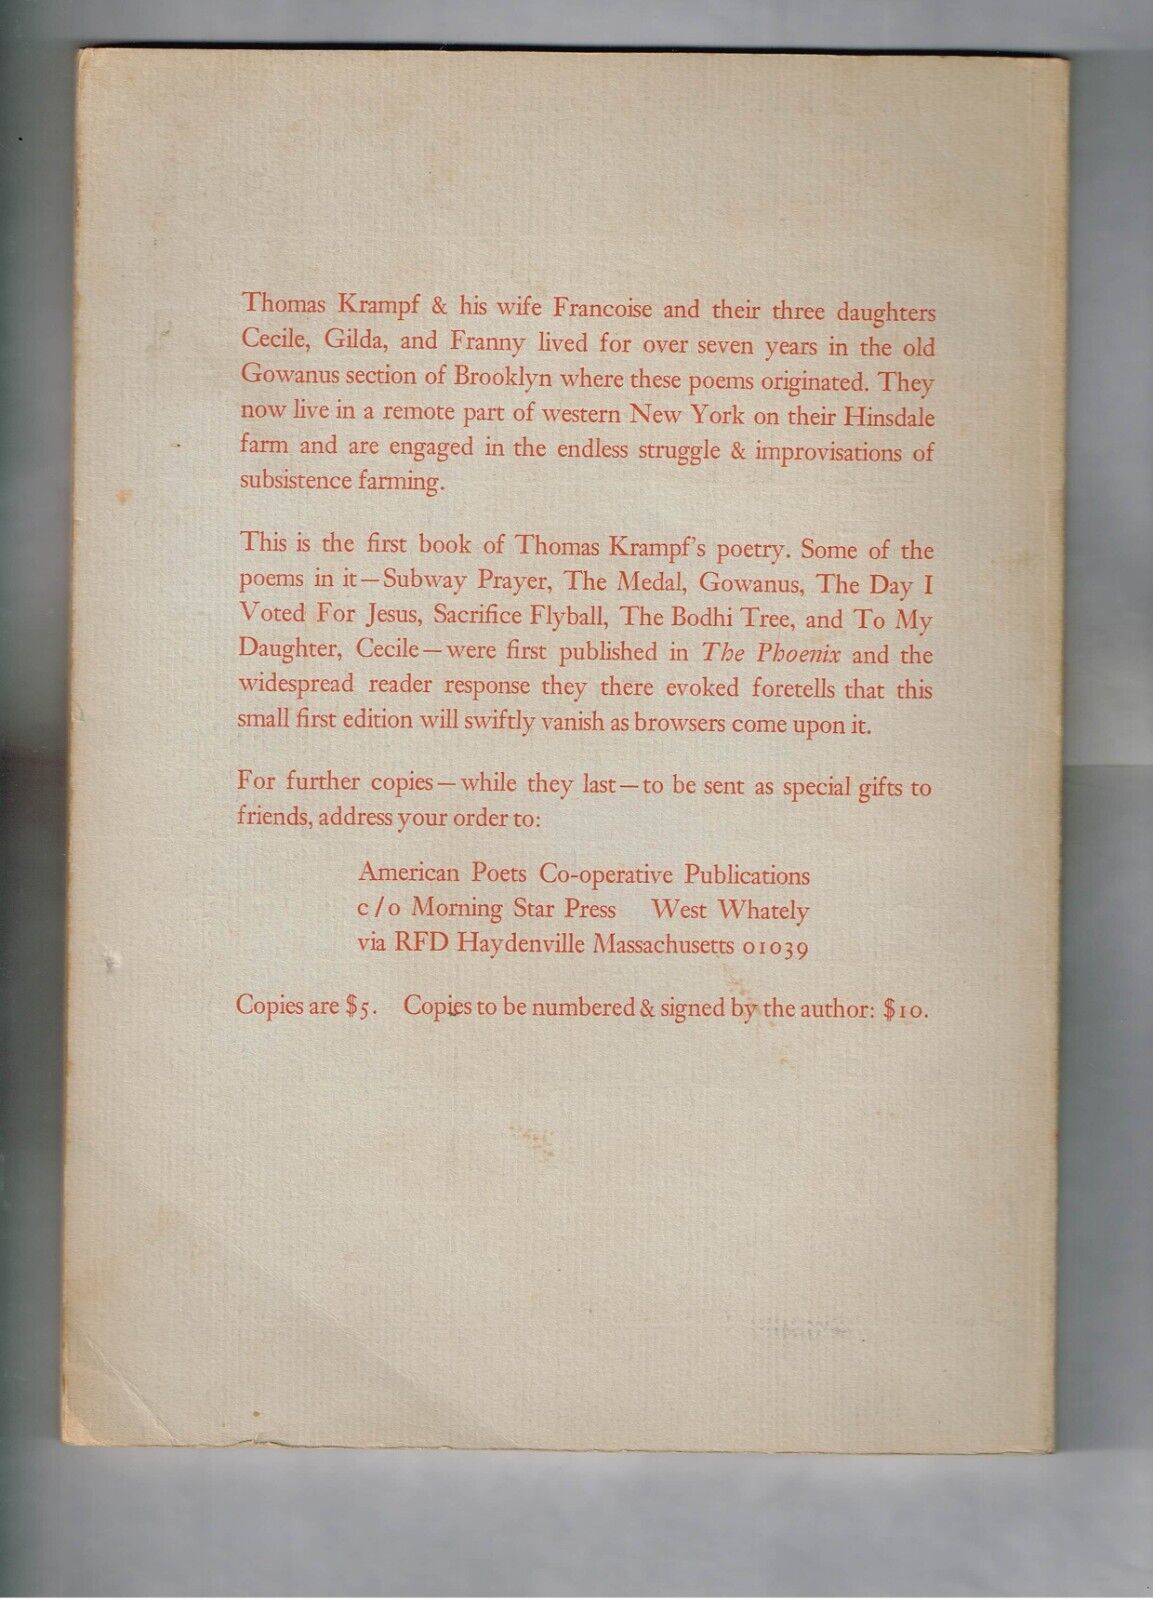 Thomas Krampf & his wife Francoise and their three daughters
Cecile, Gilda, and Franny lived for over seven years in the old
Gowanus section of Brooklyn where these poems originated. They
now live in a remote part of western New York on their Hinsdale
farm and are engaged in the endless struggle & improvisations of
subsistence farming.
This is the first book of Thomas Krampf's poetry. Some of the
poems in it—Subway Prayer, The Medal, Gowanus, The Day I
Voted For Jesus, Sacrifice Flyball, The Bodhi Tree, and To My
Daughter, Cecile—were first published in The Phoenix and the
widespread reader response they there evoked foretells that this
small first edition will swiftly vanish as browsers come upon it.
For further copies—while they last—to be sent as special gifts to
friends, address your order to:
American Poets Co-operative Publications
c/o Morning Star Press West Whately
via RFD Haydenville Massachusetts 01039
Copies are $5. Copies to be numbered & signed by the author: $10.